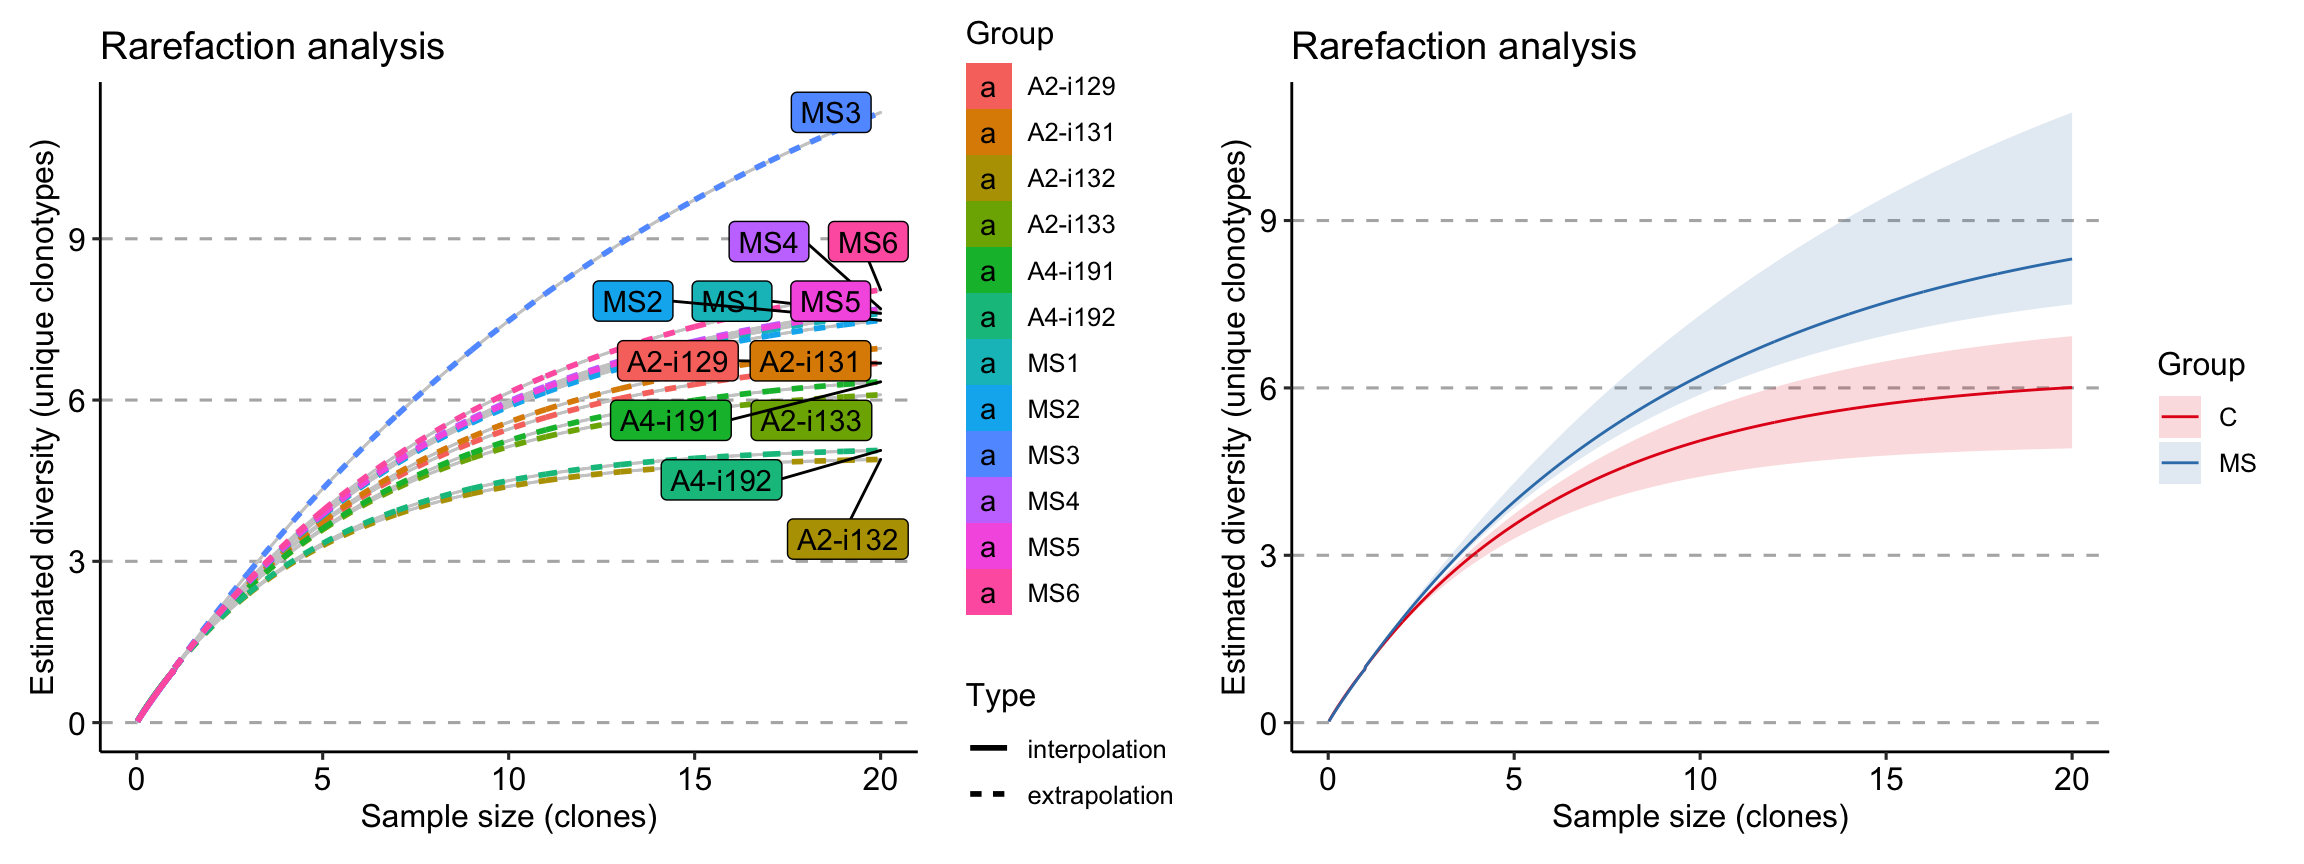 Rarefaction analysis
Estimated diversity (unique clonotypes)
9
6
3
0
0 5 10 15 20
Sample size (clones)
MS3
MS4 MS6
MS2 MS1 MS5
A2-i129 A2-i131
A4-i191 A2-i133
A4-i192
A2-i132
Group
a A2-i129
a A2-i131
a A2-i132
a A2-i133
a A4-i191
a A4-i192
a MS1
a MS2
a MS3
a MS4
a MS5
a MS6
Type
interpolation
extrapolation
Rarefaction analysis
Estimated diversity (unique clonotypes)
9
6
3
0
0 5 10 15 20
Sample size (clones)
Group
C
MS